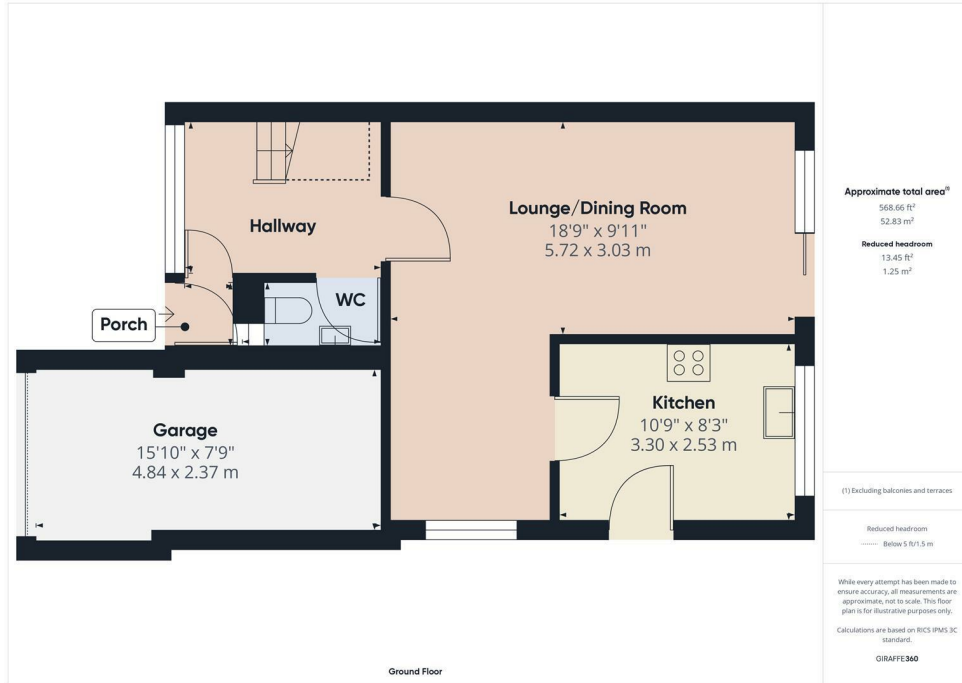 Hallway
Porch
WC
Lounge/Dining Room
18'9" x 9'11"
5.72 x 3.03 m
Garage
15'10" x 7'9"
4.84 x 2.37 m
Kitchen
10'9" x 8'3"
3.30 x 2.53 m
Ground Floor
Approximate total area⁽¹⁾
568.66 ft²
52.83 m²
Reduced headroom
13.45 ft²
1.25 m²
(1) Excluding balconies and terraces
Reduced headroom
Below 5 ft/1.5 m
While every attempt has been made to
ensure accuracy, all measurements are
approximate, not to scale. This floor
plan is for illustrative purposes only.
Calculations are based on RICS IPMS 3C
standard.
GIRAFFE360